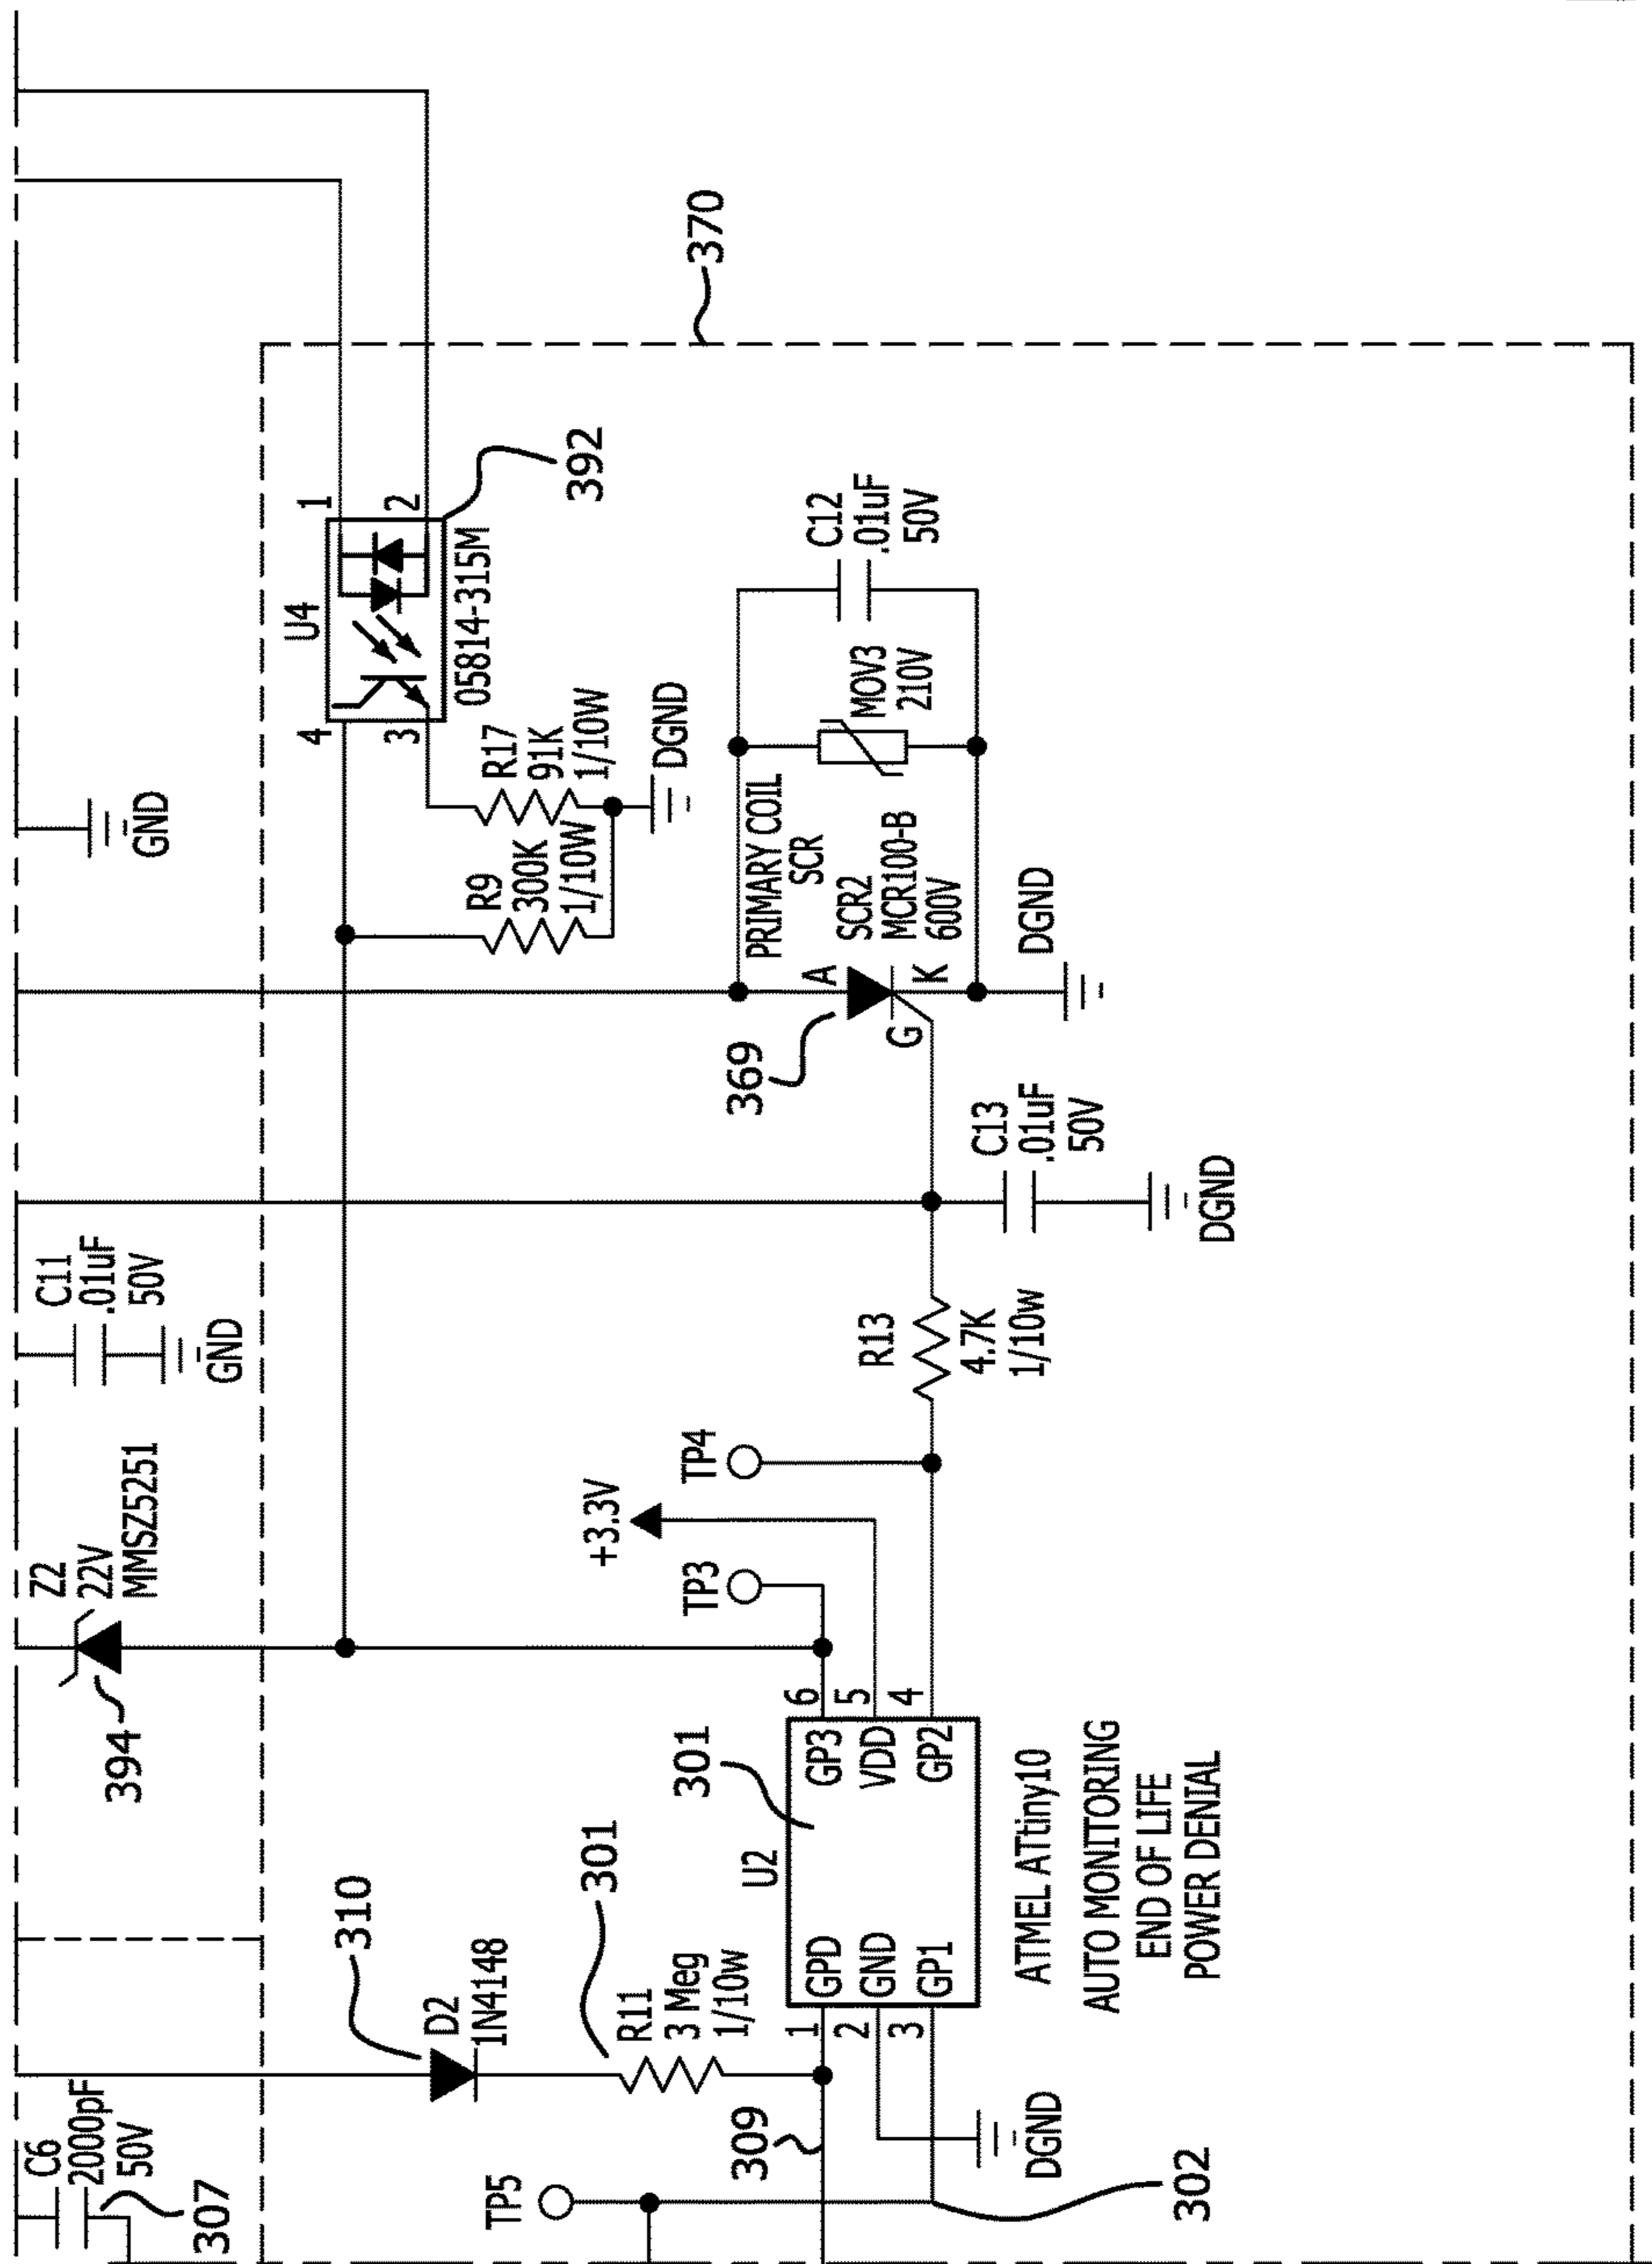 370
U4
1
2
4
3
O5814-315M
392
R17
91K
1/10W
R9
300K
1/10W
DGND
GND
PRIMARY COIL
SCR
SCR2
MCR100-B
600V
A
K
G
369
MOV3
210V
C12
.01uF
50V
DGND
C13
.01uF
50V
DGND
C11
.01uF
50V
GND
R13
4.7K
1/10w
Z2
22V
MMSZ5251
394
+3.3V
TP4
TP3
6
5
4
GP3
VDD
GP2
301
U2
GPD
GND
GP1
1
2
3
ATMEL ATtiny10
AUTO MONITORING
END OF LIFE
POWER DENIAL
310
D2
1N4148
301
R11
3 Meg
1/10w
309
DGND
302
TP5
C6
2000pF
50V
307